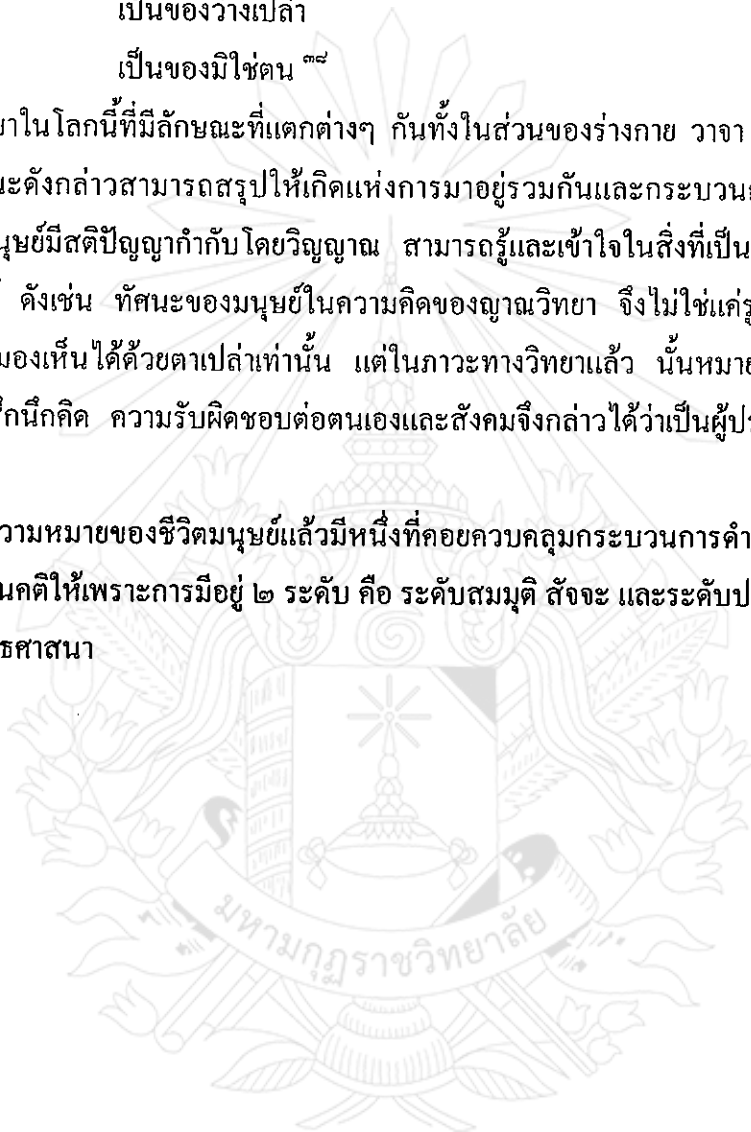 เป็นของว่างเปล่า
เป็นของมิใช่ตน ๓๘
ยาในโลกนี้ที่มีลักษณะที่แตกต่างๆ กันทั้งในส่วนของร่างกาย วาจา
นะดังกล่าวสามารถสรุปให้เกิดแห่งการมาอยู่รวมกันและกระบวน
นุษย์มีสติปัญญากำกับโดยวิญญาณ สามารถรู้และเข้าใจในสิ่งที่เป็น
ดังเช่น ทัศนะของมนุษย์ในความคิดของญาณวิทยา จึงไม่ใช่แค่รู
มองเห็นได้ด้วยตาเปล่าเท่านั้น แต่ในภาวะทางวิทยาแล้ว นั้นหมาย
ึกนึกคิด ความรับผิดชอบต่อตนเองและสังคมจึงกล่าวได้ว่าเป็นผู้ปร
วามหมายของชีวิตมนุษย์แล้วมีหนึ่งที่คอยควบคลุมกระบวนการดำ
นคติให้เพราะการมีอยู่ ๒ ระดับ คือ ระดับสมมุติ สัจจะ และระดับป
ธศาสนา
มหามกุฏราชวิทยาลัย